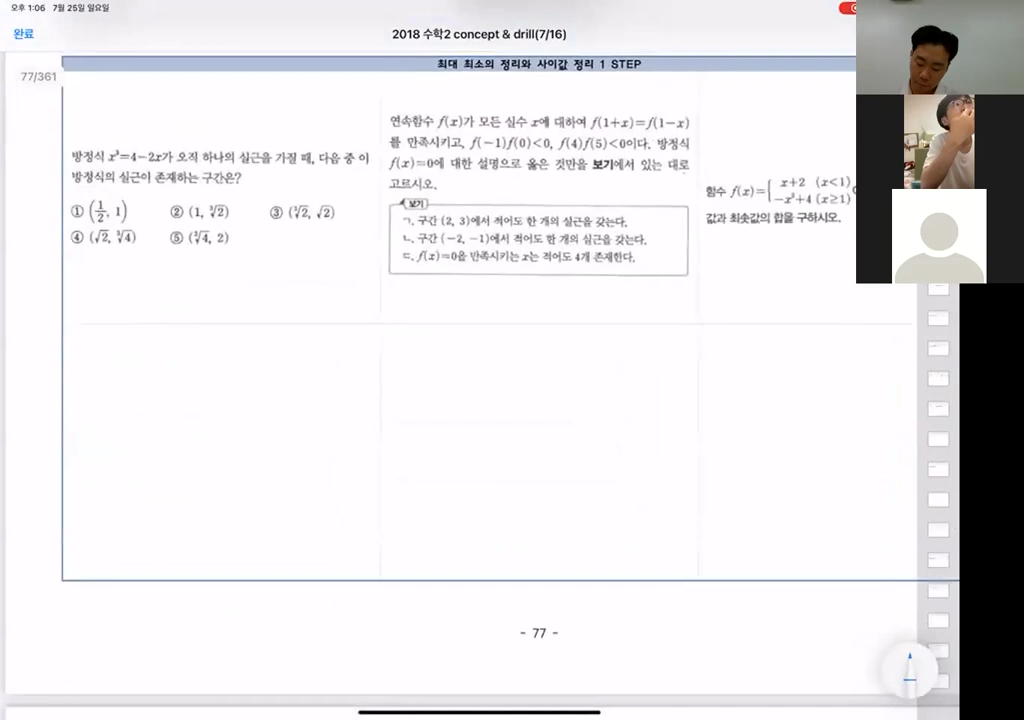 오후 1:06 7월 25일 일요일
완료
2018 수학2 concept & drill(7/16)
77/361
최대 최소의 정리와 사이값 정리 1 STEP
방정식 x³=4-2x가 오직 하나의 실근을 가질 때, 다음 중 이
방정식의 실근이 존재하는 구간은?
① (1/2, 1) ② (1, ∛2) ③ (∛2, √2)
④ (√2, ∛4) ⑤ (∛4, 2)
연속함수 f(x)가 모든 실수 x에 대하여 f(1+x)=f(1-x)
를 만족시키고, f(-1)f(0)<0, f(4)f(5)<0이다. 방정식
f(x)=0에 대한 설명으로 옳은 것만을 보기에서 있는 대로
고르시오.
보기
ㄱ. 구간 (2, 3)에서 적어도 한 개의 실근을 갖는다.
ㄴ. 구간 (-2, -1)에서 적어도 한 개의 실근을 갖는다.
ㄷ. f(x)=0을 만족시키는 x는 적어도 4개 존재한다.
함수 f(x)={ x+2 (x<1)
-x³+4 (x≥1)
값과 최솟값의 합을 구하시오.
- 77 -